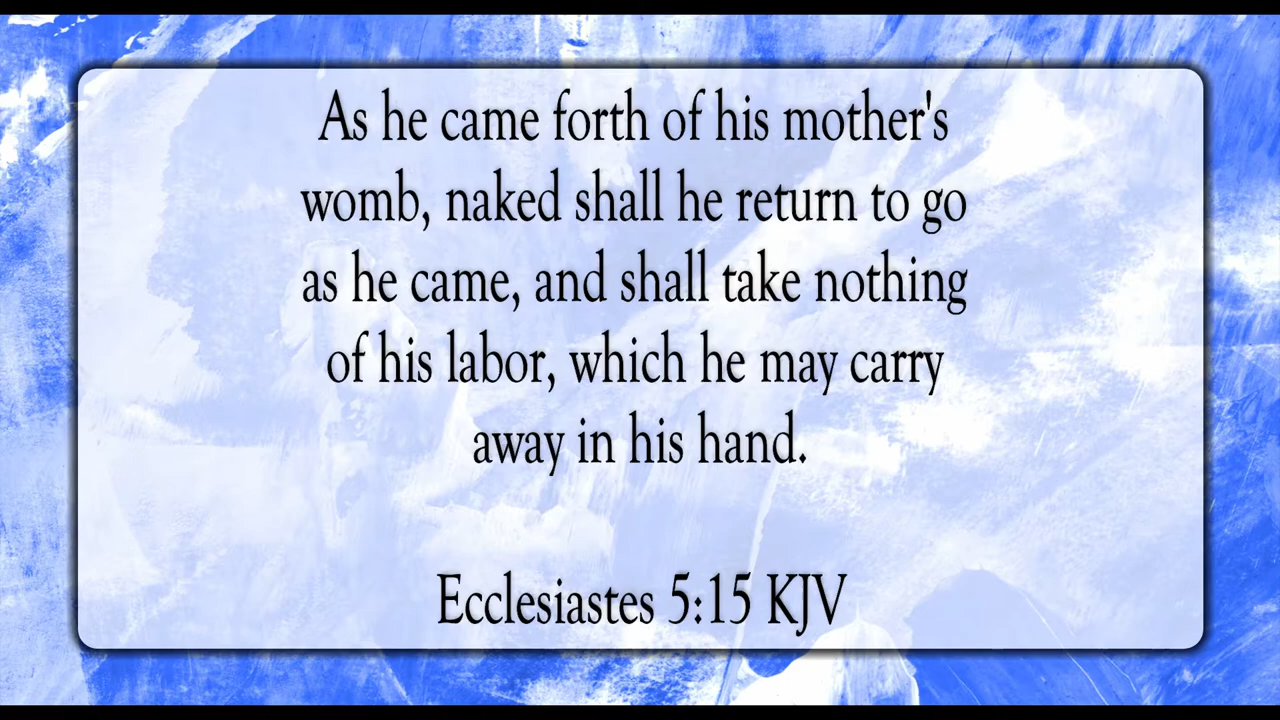 As he came forth of his mother's
womb, naked shall he return to go
as he came, and shall take nothing
of his labor, which he may carry
away in his hand.
Ecclesiastes 5:15 KJV